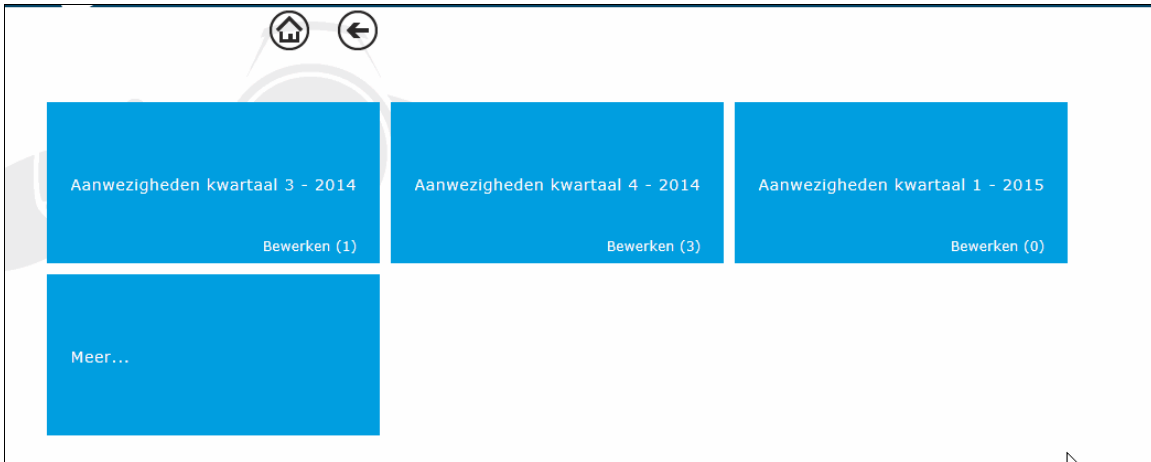 Aanwezigheden kwartaal 3 - 2014
Bewerken (1)
Aanwezigheden kwartaal 4 - 2014
Bewerken (3)
Aanwezigheden kwartaal 1 - 2015
Bewerken (0)
Meer...